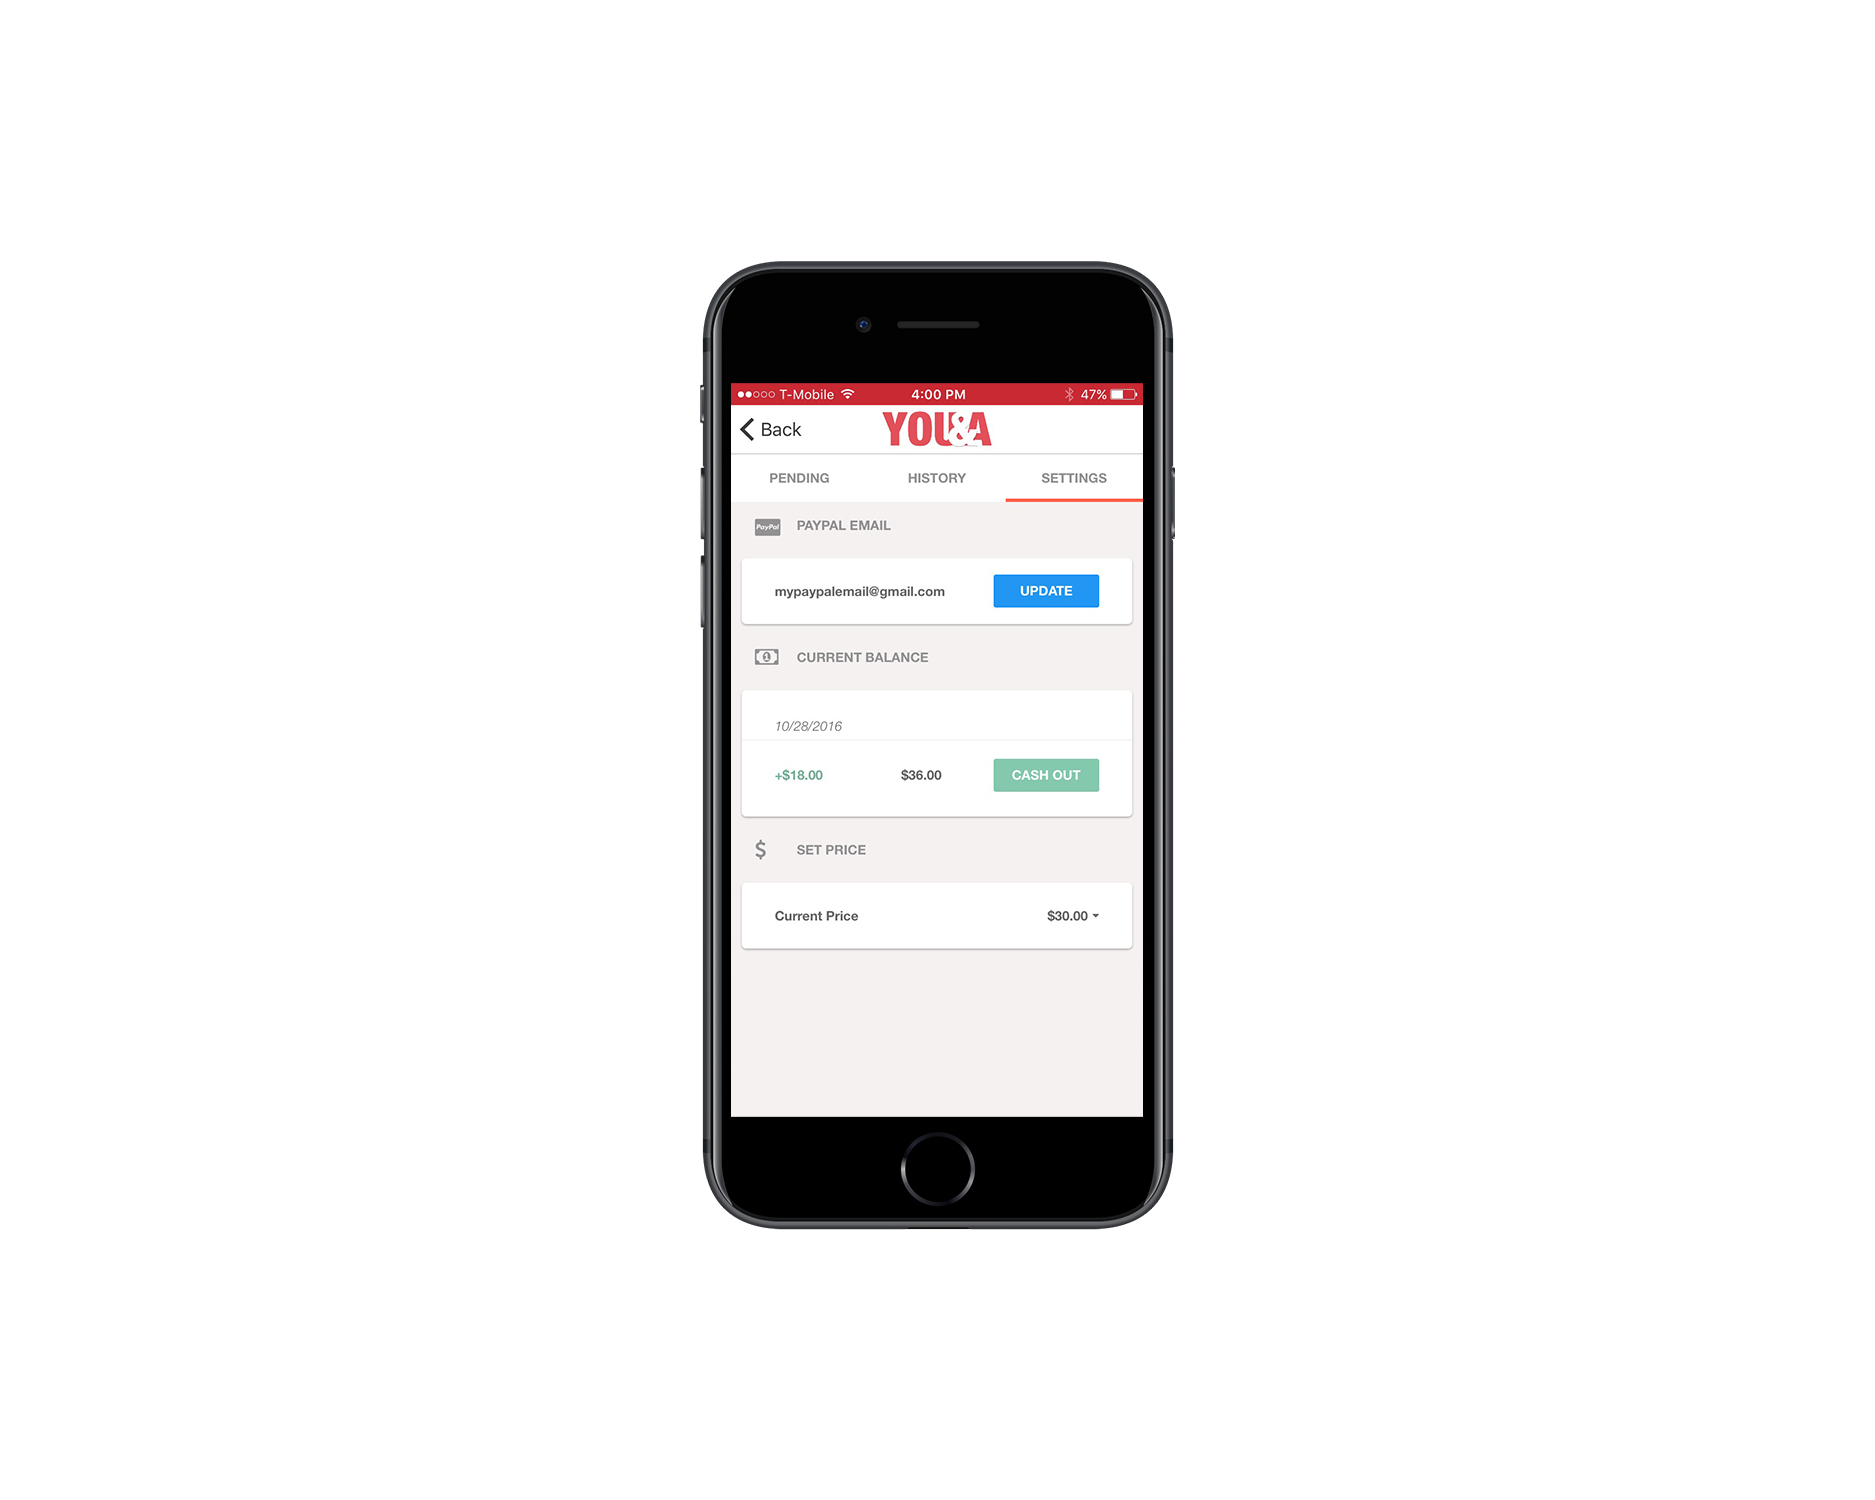 T-Mobile 4:00 PM 47%
Back YOU&A
PENDING HISTORY SETTINGS
PayPal PAYPAL EMAIL
mypaypalemail@gmail.com UPDATE
1 CURRENT BALANCE
10/28/2016
+$18.00 $36.00 CASH OUT
$ SET PRICE
Current Price $30.00